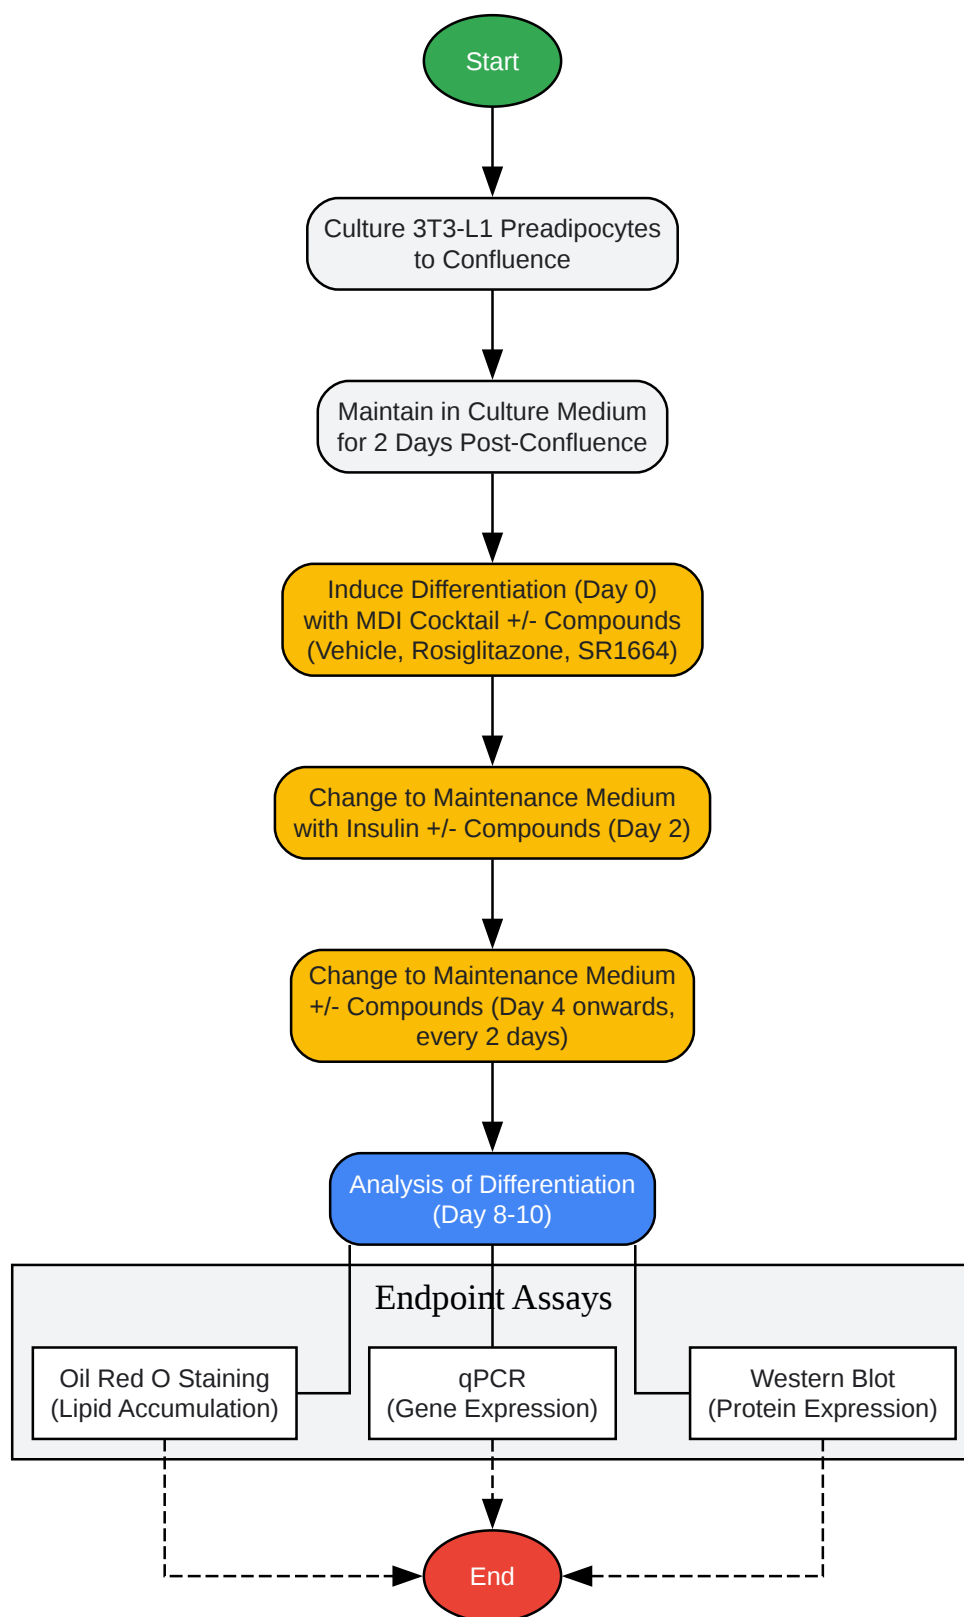 Start
Culture 3T3-L1 Preadipocytes
to Confluence
Maintain in Culture Medium
for 2 Days Post-Confluence
Induce Differentiation (Day 0)
with MDI Cocktail +/- Compounds
(Vehicle, Rosiglitazone, SR1664)
Change to Maintenance Medium
with Insulin +/- Compounds (Day 2)
Change to Maintenance Medium
+/- Compounds (Day 4 onwards,
every 2 days)
Analysis of Differentiation
(Day 8-10)
Endpoint Assays
Oil Red O Staining
(Lipid Accumulation)
qPCR
(Gene Expression)
Western Blot
(Protein Expression)
End